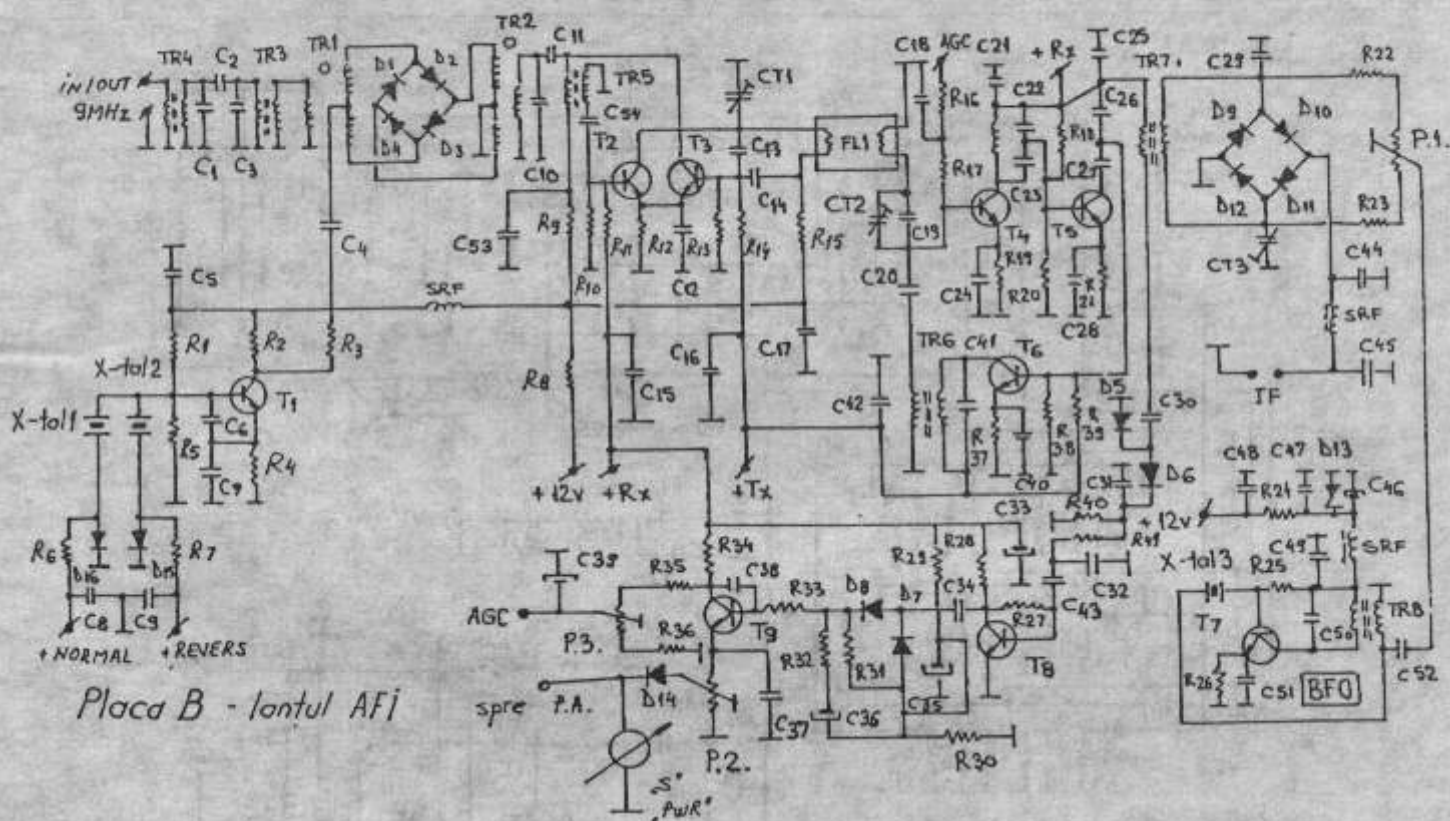 TR4 C2 TR3 TR1 TR2 C11
in/OUT
9MHz
C1 C3
D1 D2
D4 D3
C10
TR5
C54
CT1
T2 T3
C13
C14
FL1
C18 AGC C21 +Rx C25
R16 C22 R18 C26
R17 C23
CT2 C19
T4 T5
TR7
C29 R22
D9 D10
P.1.
D12 D11
R23
CT3 C44
SRF
C45
TF
C4
C53
R9 R10 R11 R12 C12 R13 R14 R15
C20 C24 R19 R20 C28 R21
C5
SRF
R1 R2 R3
X-tal2
X-tal1
T1
R5 C6 C7 R4
R8
C15 C16 C17
C42
TR6 C41 T6
R37 C40 R38 R39
D5 C30
D6
C31
R40
R41
+12v +Rx +Tx
C33
C32
C43
R6 D16 D15 R7
C8 C9
+NORMAL +REVERS
C39
AGC
P.3.
R35 R34 C38
R36
T9
R33 D8 D7 C34
R29 R28
R27
T8
R32 R31
C36 C35
R30
C37
D14
P.2.
spre P.A.
"S"
"PWR"
C48 C47 D13
R24 C46
+12v
SRF
X-tal3
R25 C49
T7
C50 TR8
R26 C51
BFO
C52
Placa B - lantul AFi